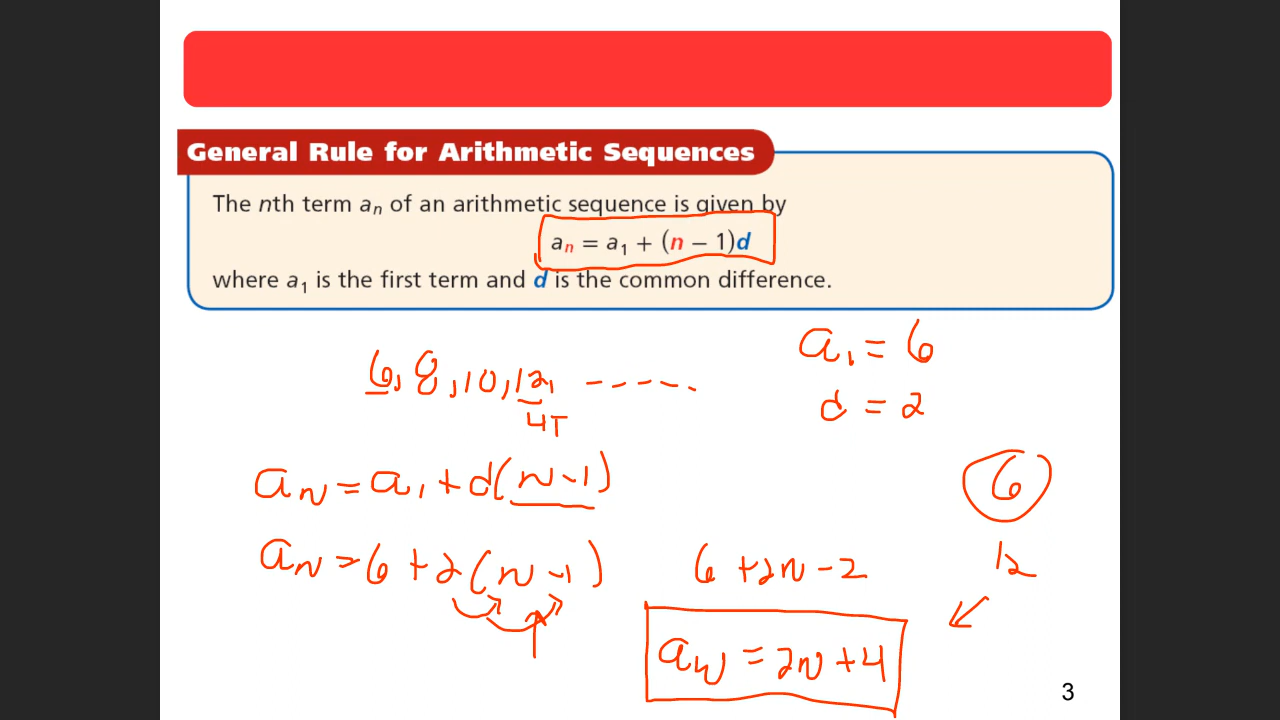 General Rule for Arithmetic Sequences
The nth term aₙ of an arithmetic sequence is given by
aₙ = a₁ + (n − 1)d
where a₁ is the first term and d is the common difference.
a₁ = 6
6, 8, 10, 12, ------
d = 2
4T
aₙ = a₁ + d(n-1)
6
aₙ = 6 + 2(n-1)
6 + 2n - 2
12
aₙ = 2n + 4
3